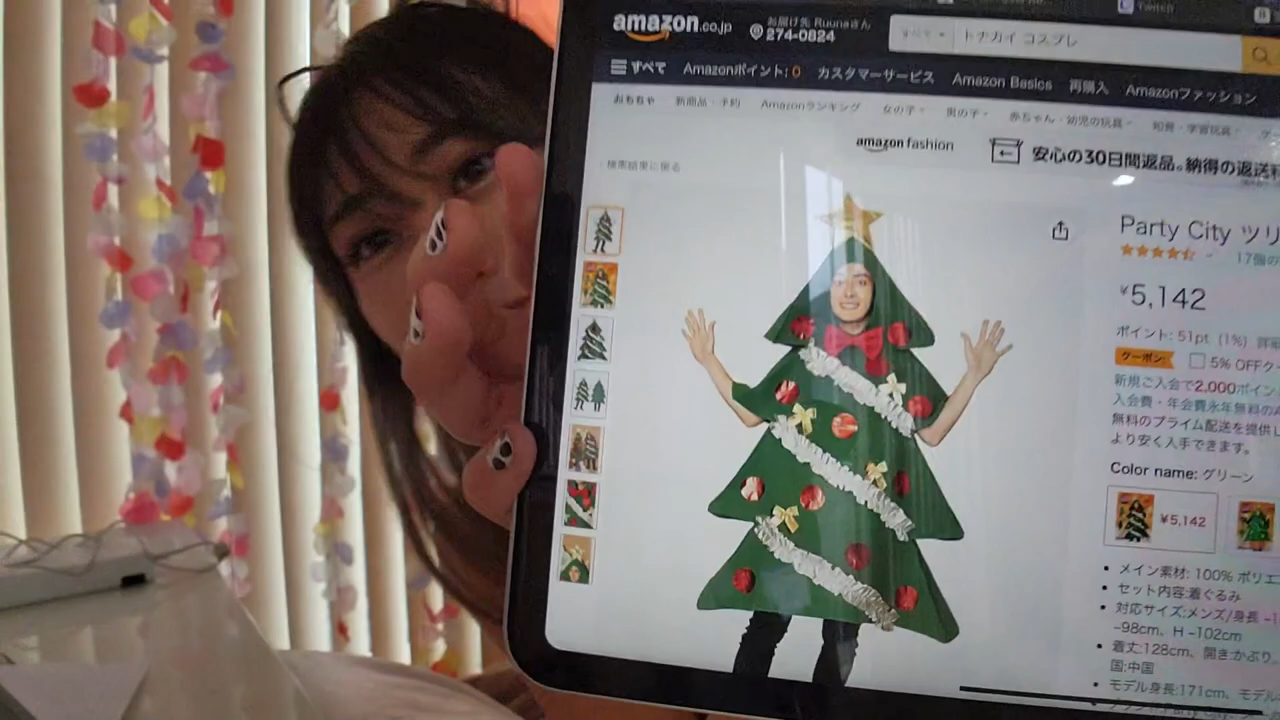 Twitch
amazon.co.jp
お届け先 Ruunaさん
274-0824
すべて
トナカイ コスプレ
すべて Amazonポイント: 0 カスタマーサービス Amazon Basics 再購入 Amazonファッション
おもちゃ 新商品・予約 Amazonランキング 女の子 男の子 赤ちゃん・幼児の玩具 知育・学習玩具
amazon fashion
安心の30日間返品。納得の返送料
検索結果に戻る
Party City ツリ
17個の
¥5,142
ポイント: 51pt (1%)
クーポン: 5% OFFク
新規ご入会で2,000ポイン
入会費・年会費永年無料の
無料のプライム配送を提供し
より安く入手できます。
Color name: グリーン
¥5,142
• メイン素材: 100% ポリエ
• セット内容:着ぐるみ
• 対応サイズ:メンズ/身長
~98cm、H ~102cm
• 着丈:128cm、開き:かぶり
国:中国
• モデル身長:171cm、モデル